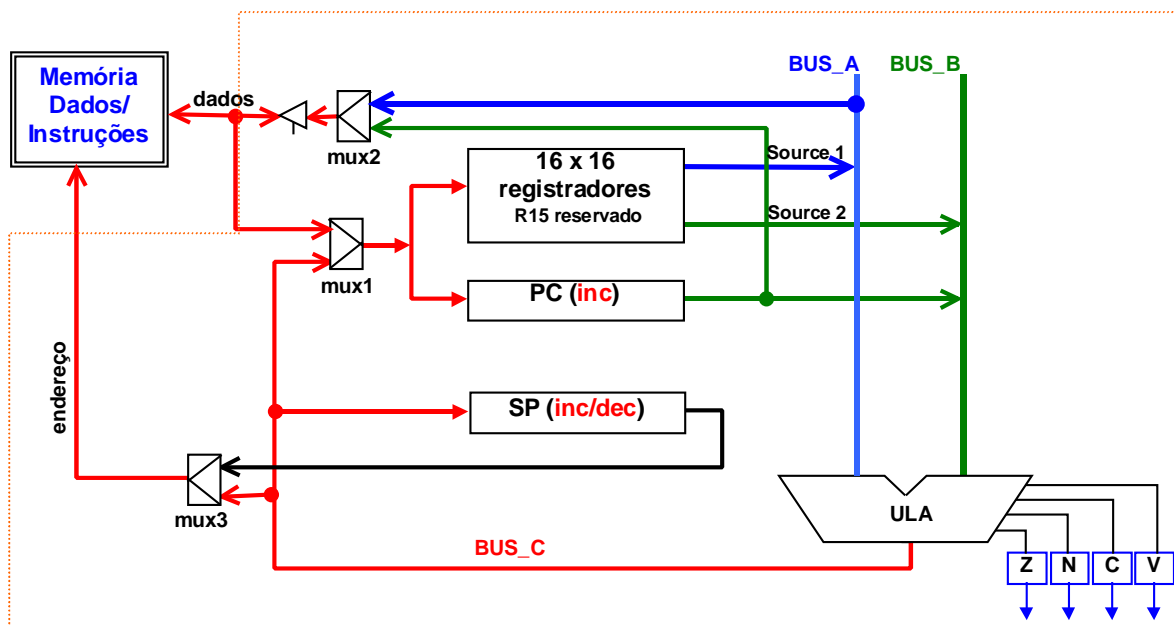 Memória
Dados/
Instruções
dados
mux2
BUS_A
BUS_B
Source 1
16 x 16
registradores
R15 reservado
Source 2
mux1
PC (inc)
endereço
SP (inc/dec)
mux3
ULA
BUS_C
Z N C V